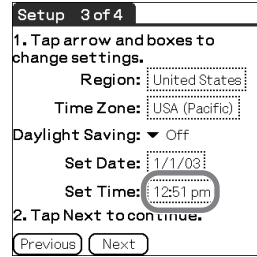 Setup 3 of 4
1. Tap arrow and boxes to
change settings.
Region: United States
Time Zone: USA (Pacific)
Daylight Saving: Off
Set Date: 1/1/03
Set Time: 12:51 pm
2. Tap Next to continue.
Previous Next